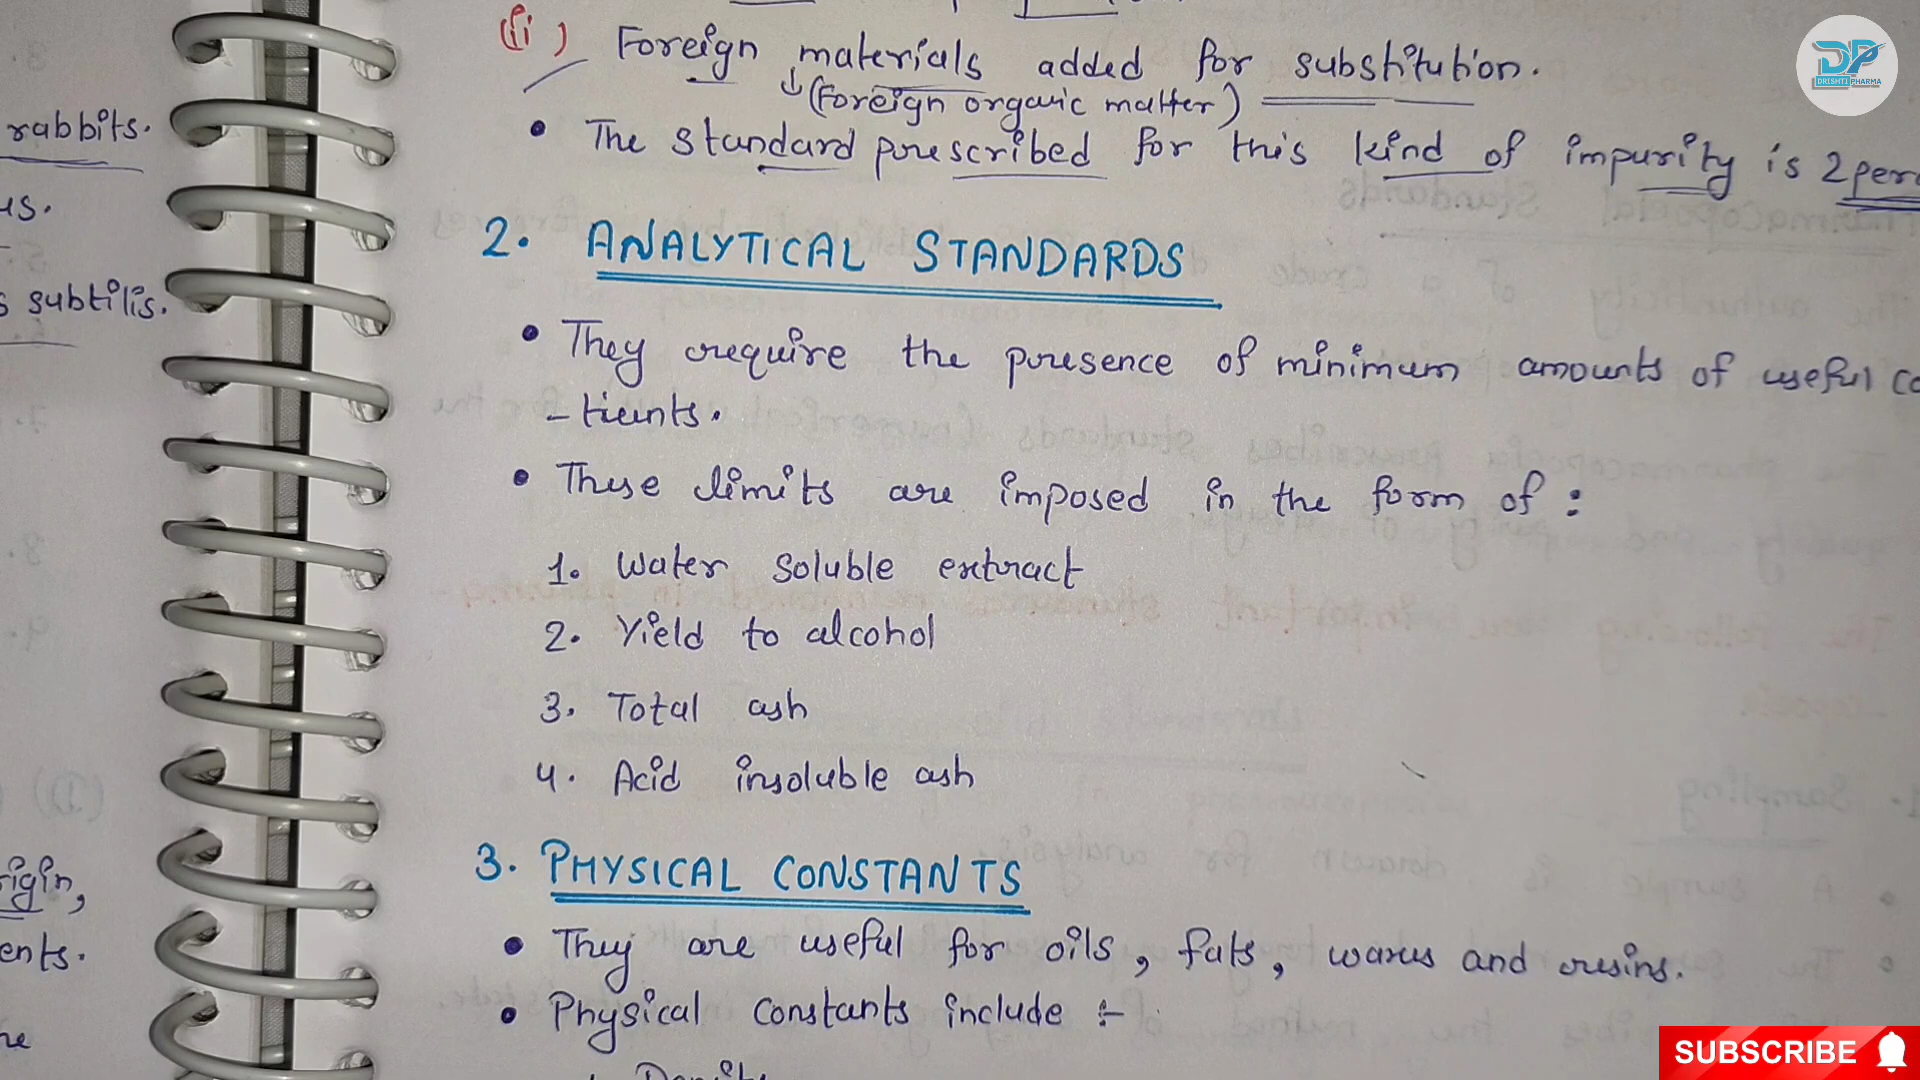 (ii) Foreign materials added for substitution.
↓(Foreign organic matter)
• The standard prescribed for this kind of impurity is 2 per
2. ANALYTICAL STANDARDS
• They require the presence of minimum amounts of useful co
-tients.
• These limits are imposed in the form of :
1. Water soluble extract
2. Yield to alcohol
3. Total ash
4. Acid insoluble ash
3. PHYSICAL CONSTANTS
• They are useful for oils, fats, waxes and resins.
• Physical constants include :-
rabbits.
us.
subtilis.
rigin,
ents.
DP
DRISHTI PHARMA
SUBSCRIBE